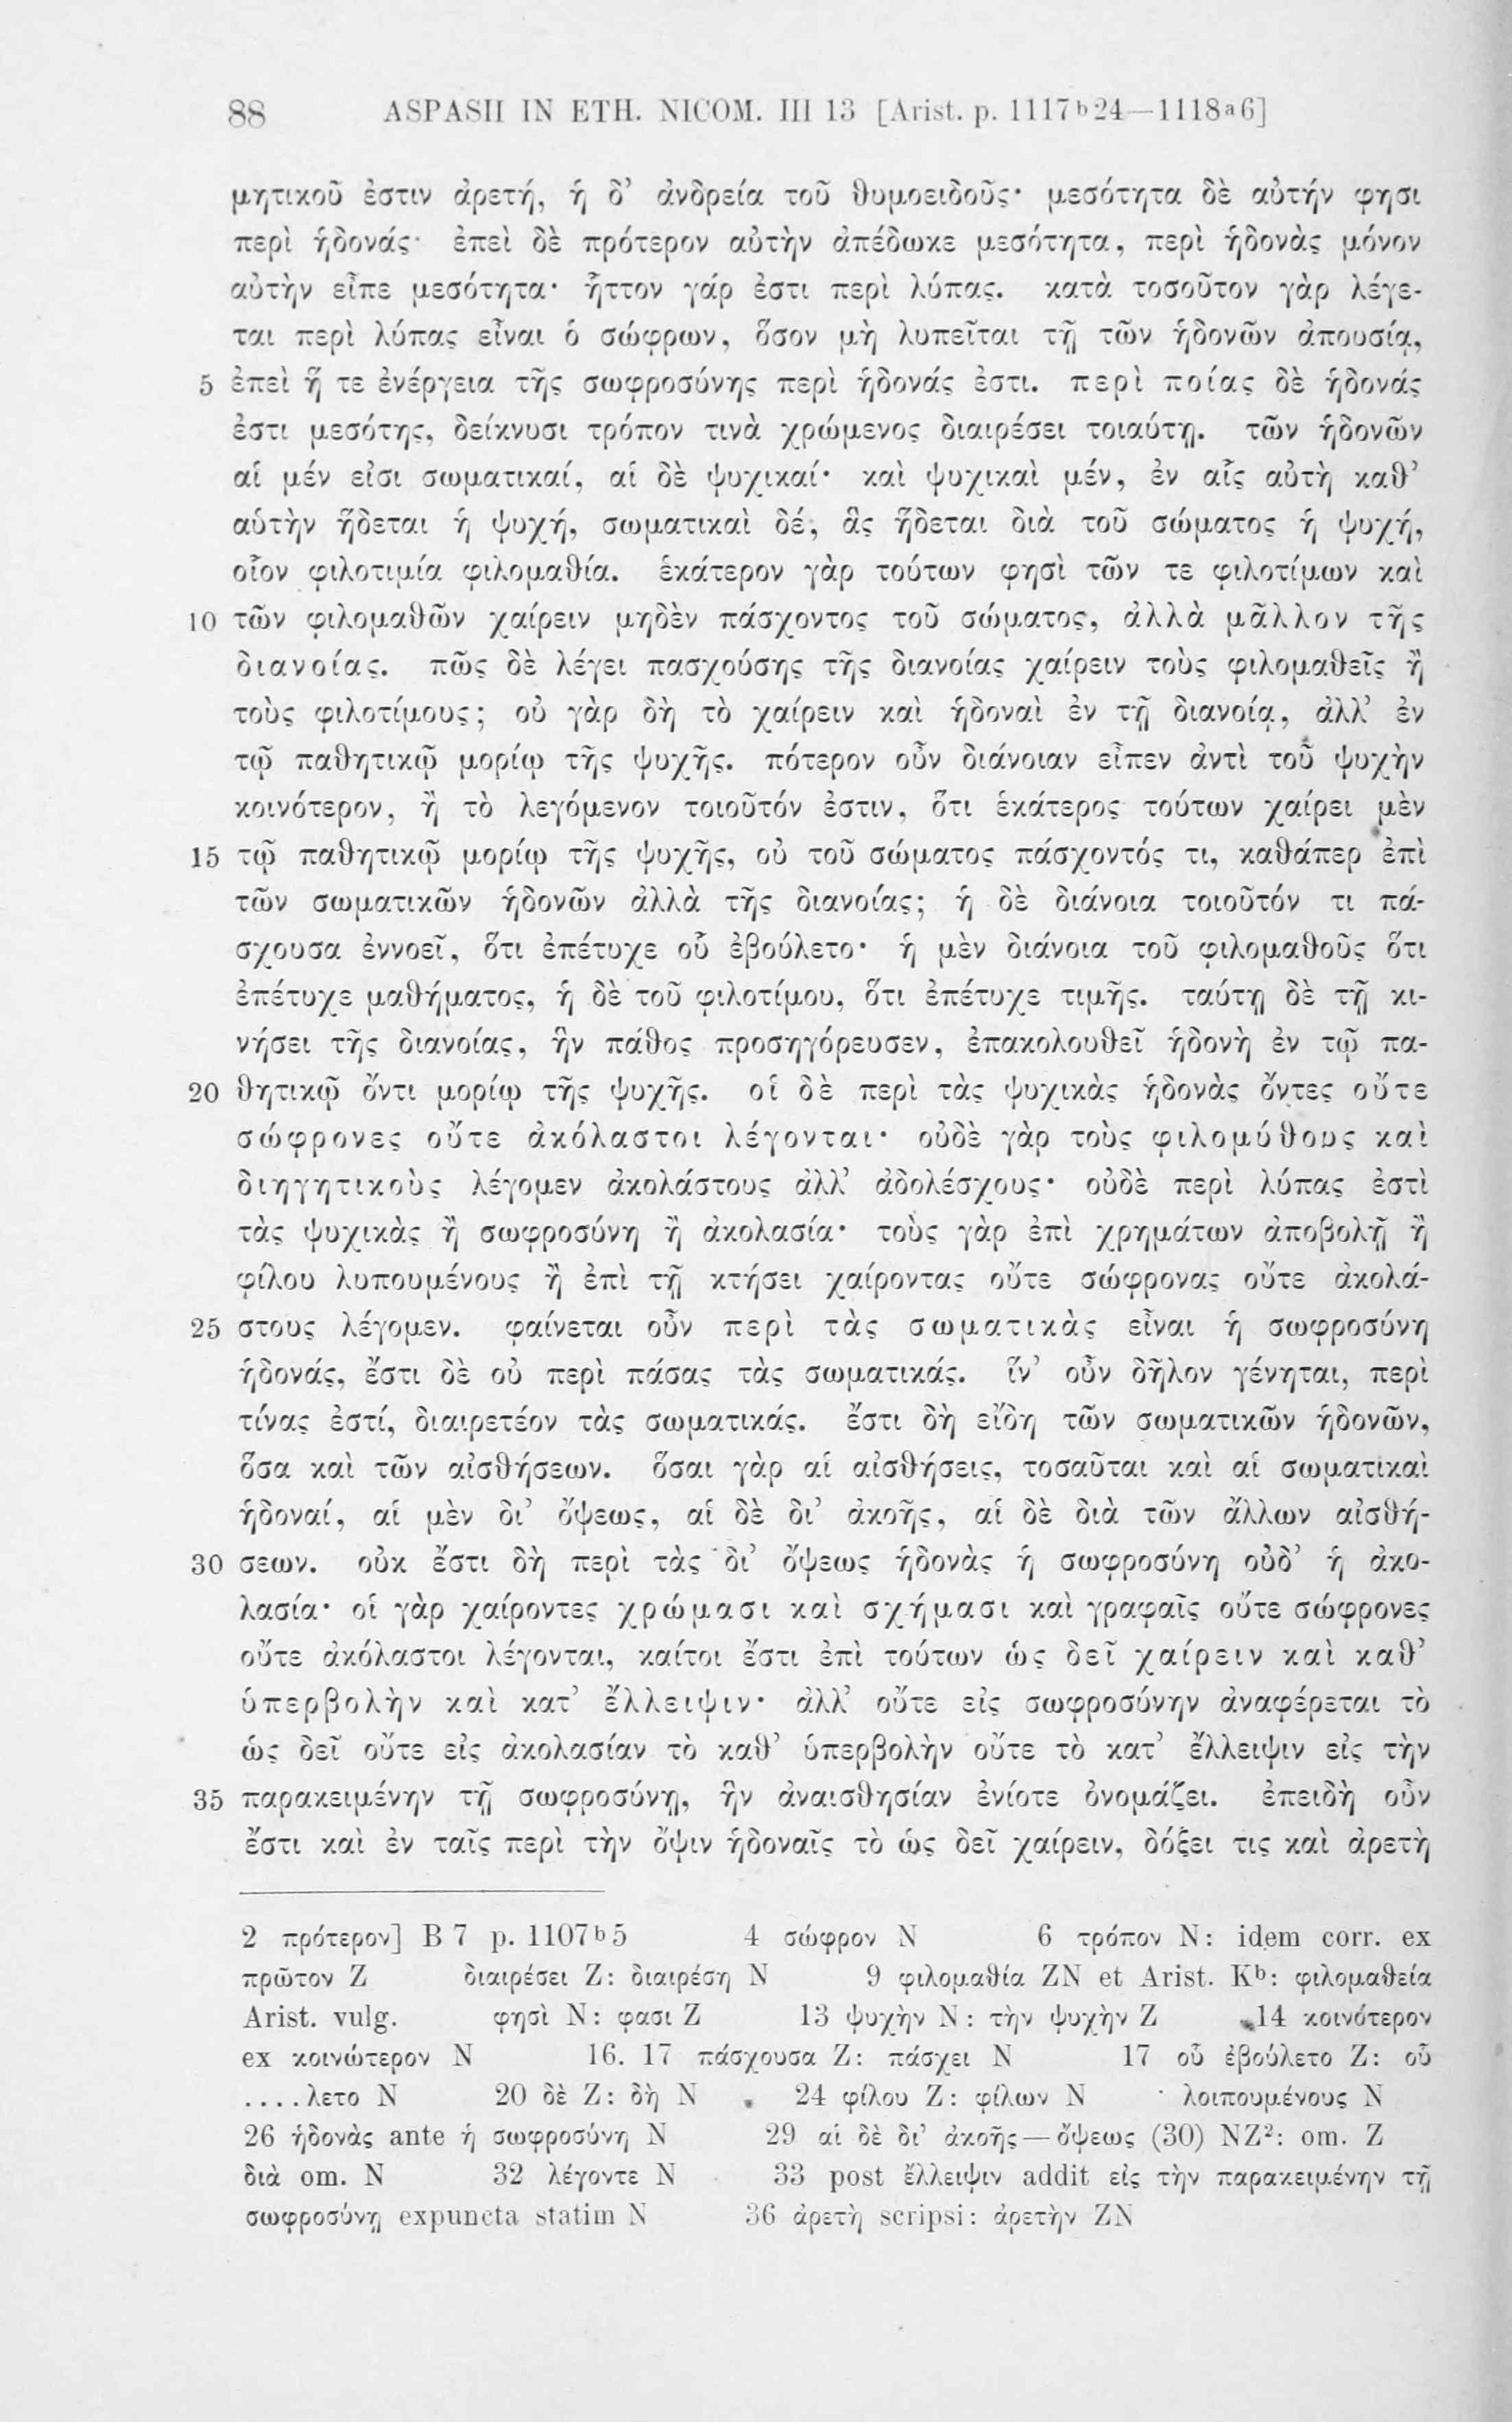 88 ASPASII IN ETH. NICOM. III 13 [Arist. p. 1117b24—1118a6]
μητικοῦ ἐστιν ἀρετή, ἡ δ’ ἀνδρεία τοῦ θυμοειδοῦς· μεσότητα δὲ αὐτήν φησι
περὶ ἡδονάς· ἐπεὶ δὲ πρότερον αὐτὴν ἀπέδωκε μεσότητα, περὶ ἡδονὰς μόνον
αὐτὴν εἶπε μεσότητα· ἧττον γάρ ἐστι περὶ λύπας. κατὰ τοσοῦτον γὰρ λέγε-
ται περὶ λύπας εἶναι ὁ σώφρων, ὅσον μὴ λυπεῖται τῇ τῶν ἡδονῶν ἀπουσίᾳ,
5 ἐπεὶ ἥ τε ἐνέργεια τῆς σωφροσύνης περὶ ἡδονάς ἐστι. περὶ ποίας δὲ ἡδονάς
ἐστι μεσότης, δείκνυσι τρόπον τινὰ χρώμενος διαιρέσει τοιαύτῃ. τῶν ἡδονῶν
αἱ μέν εἰσι σωματικαί, αἱ δὲ ψυχικαί· καὶ ψυχικαὶ μέν, ἐν αἷς αὐτὴ καθ’
αὑτὴν ἥδεται ἡ ψυχή, σωματικαὶ δέ, ἃς ἥδεται διὰ τοῦ σώματος ἡ ψυχή,
οἷον φιλοτιμία φιλομαθία. ἑκάτερον γὰρ τούτων φησὶ τῶν τε φιλοτίμων καὶ
10 τῶν φιλομαθῶν χαίρειν μηδὲν πάσχοντος τοῦ σώματος, ἀλλὰ μᾶλλον τῆς
διανοίας. πῶς δὲ λέγει πασχούσης τῆς διανοίας χαίρειν τοὺς φιλομαθεῖς ἢ
τοὺς φιλοτίμους; οὐ γὰρ δὴ τὸ χαίρειν καὶ ἡδοναὶ ἐν τῇ διανοίᾳ, ἀλλ’ ἐν
τῷ παθητικῷ μορίῳ τῆς ψυχῆς. πότερον οὖν διάνοιαν εἶπεν ἀντὶ τοῦ ψυχὴν
κοινότερον, ἢ τὸ λεγόμενον τοιοῦτόν ἐστιν, ὅτι ἑκάτερος τούτων χαίρει μὲν
15 τῷ παθητικῷ μορίῳ τῆς ψυχῆς, οὐ τοῦ σώματος πάσχοντός τι, καθάπερ ἐπὶ
τῶν σωματικῶν ἡδονῶν ἀλλὰ τῆς διανοίας; ἡ δὲ διάνοια τοιοῦτόν τι πά-
σχουσα ἐννοεῖ, ὅτι ἐπέτυχε οὗ ἐβούλετο· ἡ μὲν διάνοια τοῦ φιλομαθοῦς ὅτι
ἐπέτυχε μαθήματος, ἡ δὲ τοῦ φιλοτίμου, ὅτι ἐπέτυχε τιμῆς. ταύτῃ δὲ τῇ κι-
νήσει τῆς διανοίας, ἣν πάθος προσηγόρευσεν, ἐπακολουθεῖ ἡδονὴ ἐν τῷ πα-
20 θητικῷ ὄντι μορίῳ τῆς ψυχῆς. οἱ δὲ περὶ τὰς ψυχικὰς ἡδονὰς ὄντες οὔτε
σώφρονες οὔτε ἀκόλαστοι λέγονται· οὐδὲ γὰρ τοὺς φιλομύθους καὶ
διηγητικοὺς λέγομεν ἀκολάστους ἀλλ’ ἀδολέσχους· οὐδὲ περὶ λύπας ἐστὶ
τὰς ψυχικὰς ἢ σωφροσύνη ἢ ἀκολασία· τοὺς γὰρ ἐπὶ χρημάτων ἀποβολῇ ἢ
φίλου λυπουμένους ἢ ἐπὶ τῇ κτήσει χαίροντας οὔτε σώφρονας οὔτε ἀκολά-
25 στους λέγομεν. φαίνεται οὖν περὶ τὰς σωματικὰς εἶναι ἡ σωφροσύνη
ἡδονάς, ἔστι δὲ οὐ περὶ πάσας τὰς σωματικάς. ἵν’ οὖν δῆλον γένηται, περὶ
τίνας ἐστί, διαιρετέον τὰς σωματικάς. ἔστι δὴ εἴδη τῶν σωματικῶν ἡδονῶν,
ὅσα καὶ τῶν αἰσθήσεων. ὅσαι γὰρ αἱ αἰσθήσεις, τοσαῦται καὶ αἱ σωματικαὶ
ἡδοναί, αἱ μὲν δι’ ὄψεως, αἱ δὲ δι’ ἀκοῆς, αἱ δὲ διὰ τῶν ἄλλων αἰσθή-
30 σεων. οὐκ ἔστι δὴ περὶ τὰς δι’ ὄψεως ἡδονὰς ἡ σωφροσύνη οὐδ’ ἡ ἀκο-
λασία· οἱ γὰρ χαίροντες χρώμασι καὶ σχήμασι καὶ γραφαῖς οὔτε σώφρονες
οὔτε ἀκόλαστοι λέγονται, καίτοι ἔστι ἐπὶ τούτων ὡς δεῖ χαίρειν καὶ καθ’
ὑπερβολὴν καὶ κατ’ ἔλλειψιν· ἀλλ’ οὔτε εἰς σωφροσύνην ἀναφέρεται τὸ
ὡς δεῖ οὔτε εἰς ἀκολασίαν τὸ καθ’ ὑπερβολὴν οὔτε τὸ κατ’ ἔλλειψιν εἰς τὴν
35 παρακειμένην τῇ σωφροσύνῃ, ἣν ἀναισθησίαν ἐνίοτε ὀνομάζει. ἐπειδὴ οὖν
ἔστι καὶ ἐν ταῖς περὶ τὴν ὄψιν ἡδοναῖς τὸ ὡς δεῖ χαίρειν, δόξει τις καὶ ἀρετὴ
2 πρότερον] B 7 p. 1107b5 4 σώφρον N 6 τρόπον N: idem corr. ex
πρῶτον Z διαιρέσει Z: διαιρέση N 9 φιλομαθία ZN et Arist. Kb: φιλομαθεία
Arist. vulg. φησὶ N: φασι Z 13 ψυχὴν N: τὴν ψυχὴν Z 14 κοινότερον
ex κοινώτερον N 16. 17 πάσχουσα Z: πάσχει N 17 οὗ ἐβούλετο Z: οὗ
....λετο N 20 δὲ Z: δὴ N 24 φίλου Z: φίλων N λοιπουμένους N
26 ἡδονὰς ante ἡ σωφροσύνη N 29 αἱ δὲ δι’ ἀκοῆς—ὄψεως (30) NZ²: om. Z
διὰ om. N 32 λέγοντε N 33 post ἔλλειψιν addit εἰς τὴν παρακειμένην τῇ
σωφροσύνῃ expuncta statim N 36 ἀρετὴ scripsi: ἀρετὴν ZN